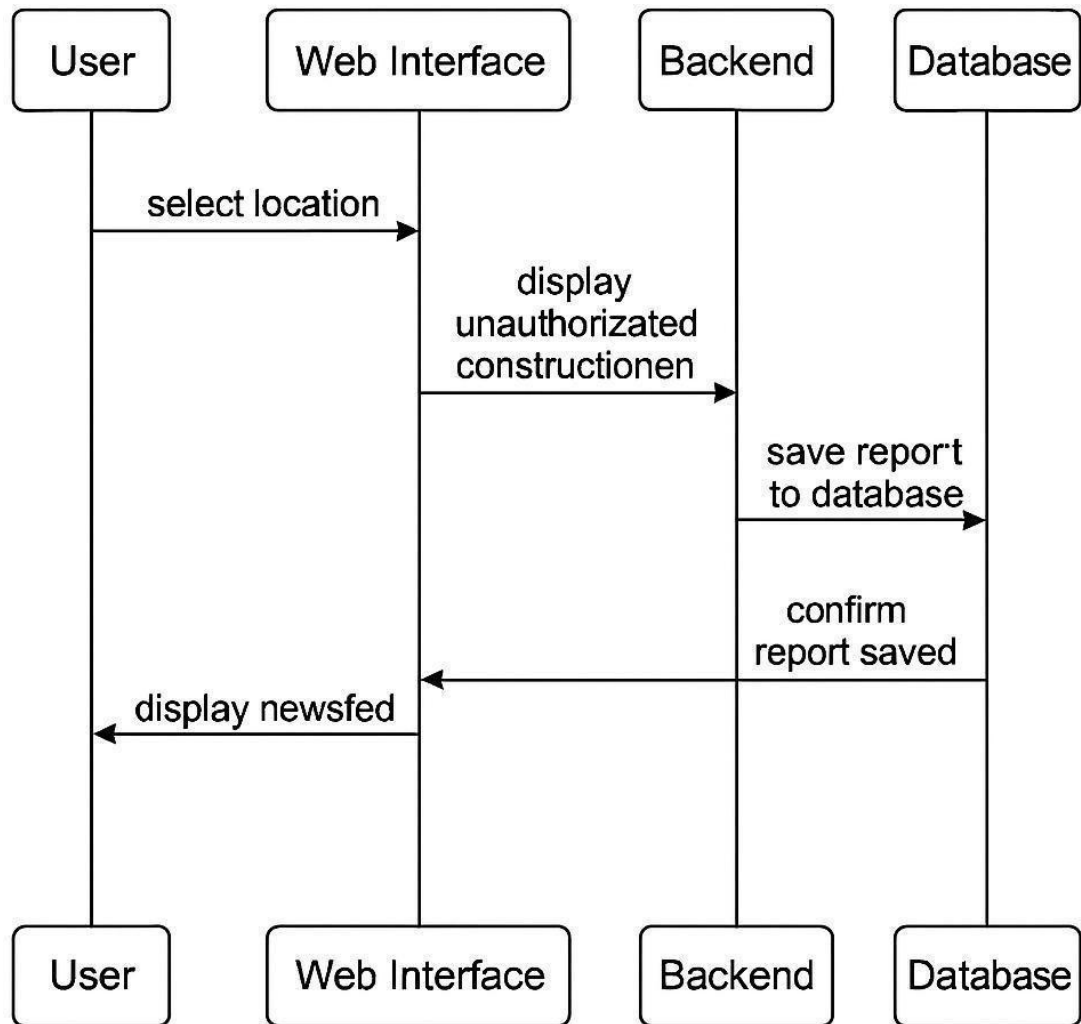 User
Web Interface
Backend
Database
select location
display
unauthorizated
constructionen
save report
to database
confirm
report saved
display newsfed
User
Web Interface
Backend
Database